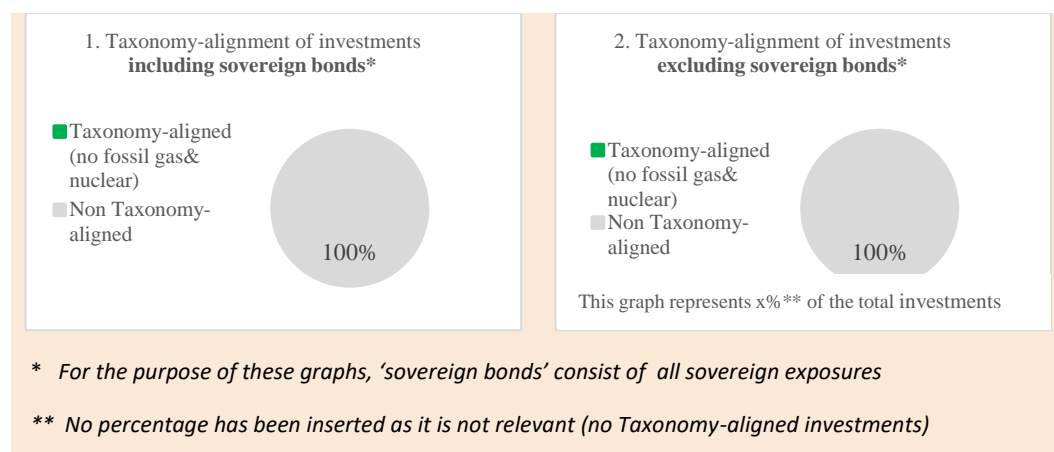 1. Taxonomy-alignment of investments
including sovereign bonds*
Taxonomy-aligned
(no fossil gas&
nuclear)
Non Taxonomy-
aligned
100%
2. Taxonomy-alignment of investments
excluding sovereign bonds*
Taxonomy-aligned
(no fossil gas&
nuclear)
Non Taxonomy-
aligned
100%
This graph represents x%** of the total investments
* For the purpose of these graphs, ‘sovereign bonds’ consist of all sovereign exposures
** No percentage has been inserted as it is not relevant (no Taxonomy-aligned investments)